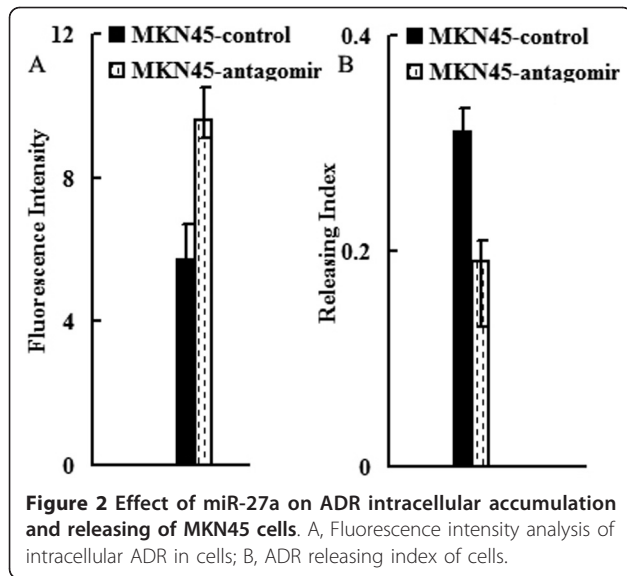 A
Fluorescence Intensity
12
8
4
0
■ MKN45-control
MKN45-antagomir
B
Releasing Index
0.4
0.2
0
■ MKN45-control
MKN45-antagomir
Figure 2 Effect of miR-27a on ADR intracellular accumulation
and releasing of MKN45 cells. A, Fluorescence intensity analysis of
intracellular ADR in cells; B, ADR releasing index of cells.